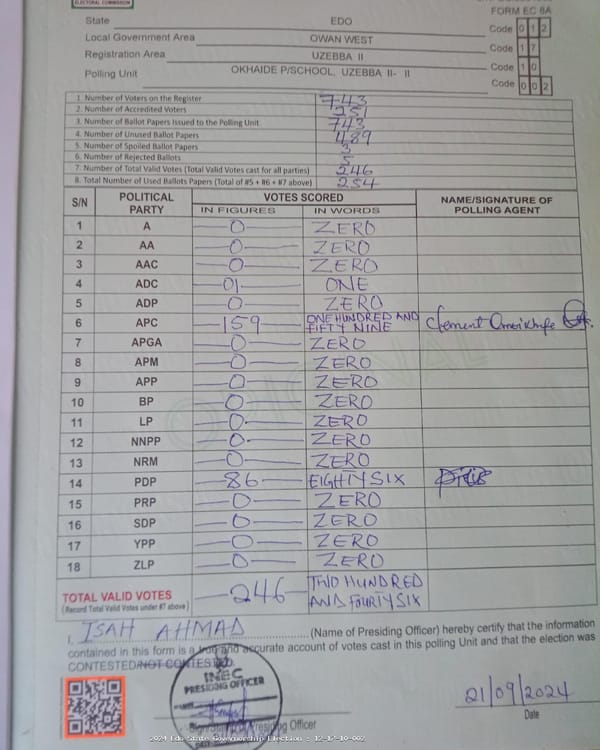 ELECTORAL COMMISSION
FORM EC 8A
State EDO Code 0 1 2
Local Government Area OWAN WEST Code 1 7
Registration Area UZEBBA II Code 1 0
Polling Unit OKHAIDE P/SCHOOL, UZEBBA II- II Code 0 0 2
1. Number of Voters on the Register 743
2. Number of Accredited Voters 251
3. Number of Ballot Papers Issued to the Polling Unit 743
4. Number of Unused Ballot Papers 489
5. Number of Spoiled Ballot Papers 3
6. Number of Rejected Ballots 5
7. Number of Total Valid Votes (Total Valid Votes cast for all parties) 246
8. Total Number of Used Ballots Papers (Total of #5 + #6 + #7 above) 254
S/N POLITICAL PARTY VOTES SCORED NAME/SIGNATURE OF POLLING AGENT
IN FIGURES IN WORDS
1 A 0 ZERO
2 AA 0 ZERO
3 AAC 0 ZERO
4 ADC 01 ONE
5 ADP 0 ZERO
6 APC 159 ONE HUNDRED AND FIFTY NINE Clement
7 APGA 0 ZERO
8 APM 0 ZERO
9 APP 0 ZERO
10 BP 0 ZERO
11 LP 0 ZERO
12 NNPP 0 ZERO
13 NRM 0 ZERO
14 PDP 86 EIGHTY SIX
15 PRP 0 ZERO
16 SDP 0 ZERO
17 YPP 0 ZERO
18 ZLP 0 ZERO
TOTAL VALID VOTES 246 TWO HUNDRED
(Record Total Valid Votes under #7 above) AND FOURTY SIX
I, ISAH AHMAD (Name of Presiding Officer) hereby certify that the information
contained in this form is a true and accurate account of votes cast in this polling Unit and that the election was
CONTESTED/NOT CONTESTED.
INEC
PRESIDING OFFICER
21/09/2024
Presiding Officer Date
2024 Edo State Governorship Election : 12-17-10-002